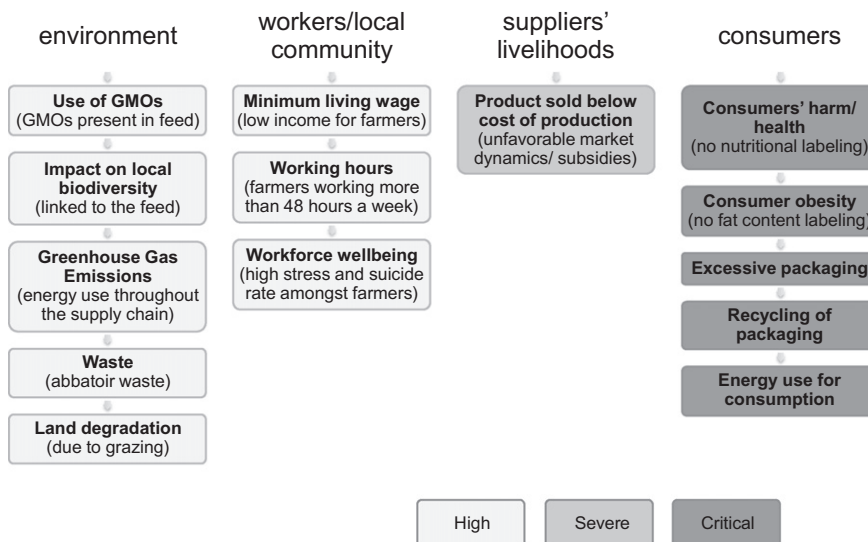 environment
Use of GMOs
(GMOs present in feed)
Impact on local
biodiversity
(linked to the feed)
Greenhouse Gas
Emissions
(energy use throughout
the supply chain)
Waste
(abbatoir waste)
Land degradation
(due to grazing)
workers/local
community
Minimum living wage
(low income for farmers)
Working hours
(farmers working more
than 48 hours a week)
Workforce wellbeing
(high stress and suicide
rate amongst farmers)
suppliers'
livelihoods
Product sold below
cost of production
(unfavorable market
dynamics/ subsidies)
consumers
Consumers' harm/
health
(no nutritional labeling)
Consumer obesity
(no fat content labeling)
Excessive packaging
Recycling of
packaging
Energy use for
consumption
High
Severe
Critical